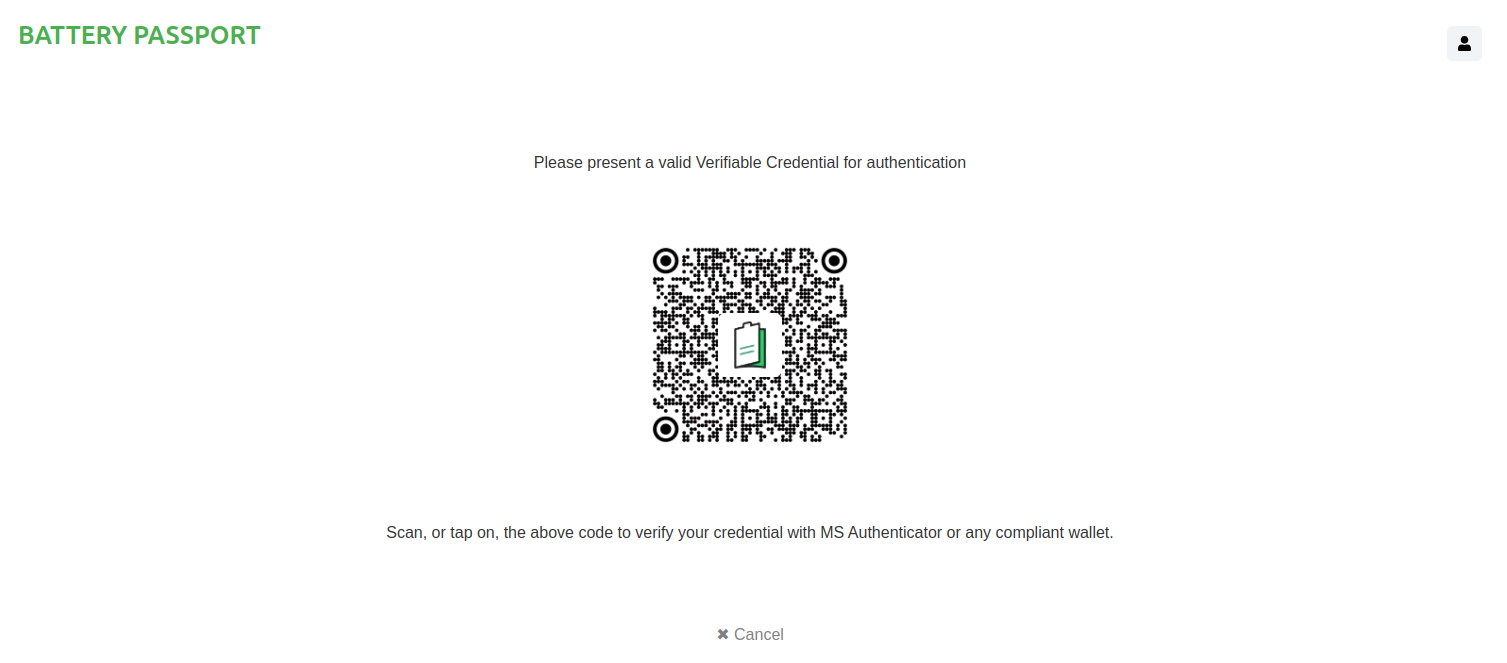 BATTERY PASSPORT
Please present a valid Verifiable Credential for authentication
Scan, or tap on, the above code to verify your credential with MS Authenticator or any compliant wallet.
✖ Cancel